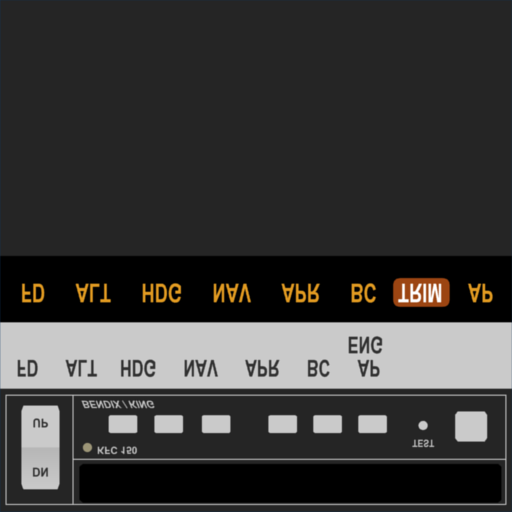 FD ALT HDG NAV APR BC TRIM AP
ENG
FD ALT HDG NAV APR BC AP
BENDIX/KING
UP
TEST
KFC 150
DN